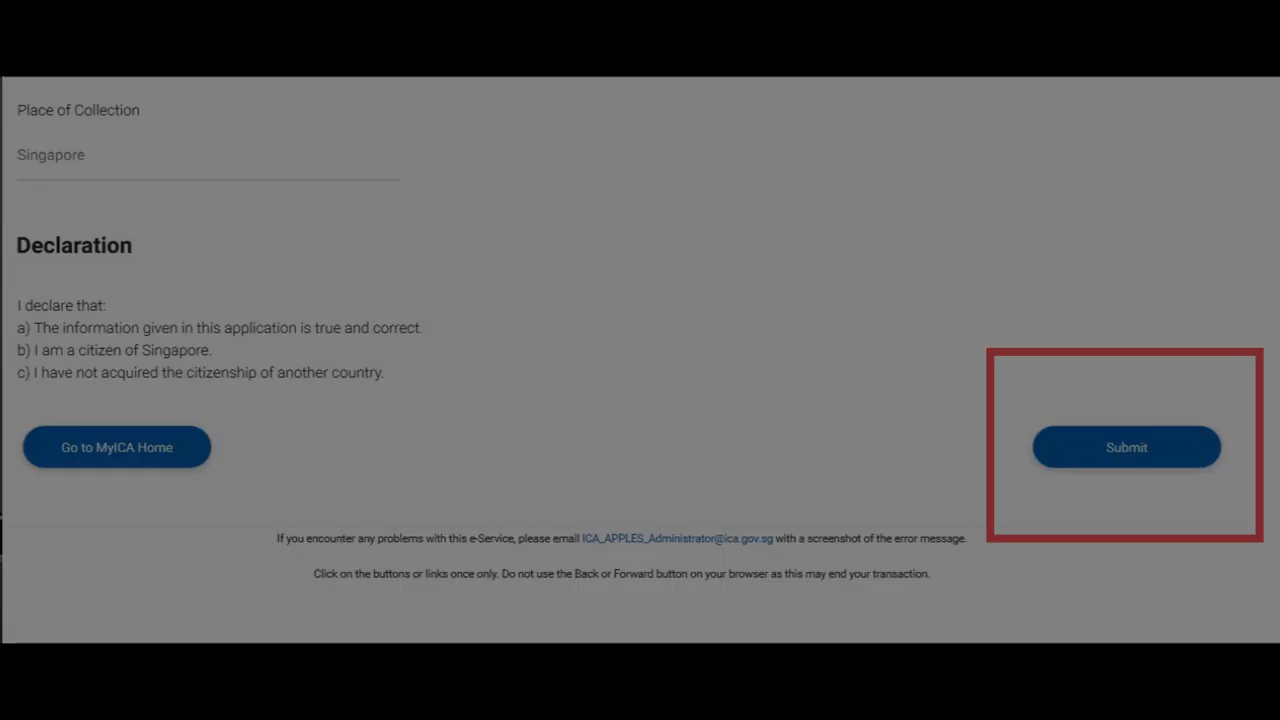 Place of Collection
Singapore
Declaration
I declare that:
a) The information given in this application is true and correct.
b) I am a citizen of Singapore.
c) I have not acquired the citizenship of another country.
Go to MyICA Home
Submit
If you encounter any problems with this e-Service, please email ICA_APPLES_Administrator@ica.gov.sg with a screenshot of the error message.
Click on the buttons or links once only. Do not use the Back or Forward button on your browser as this may end your transaction.